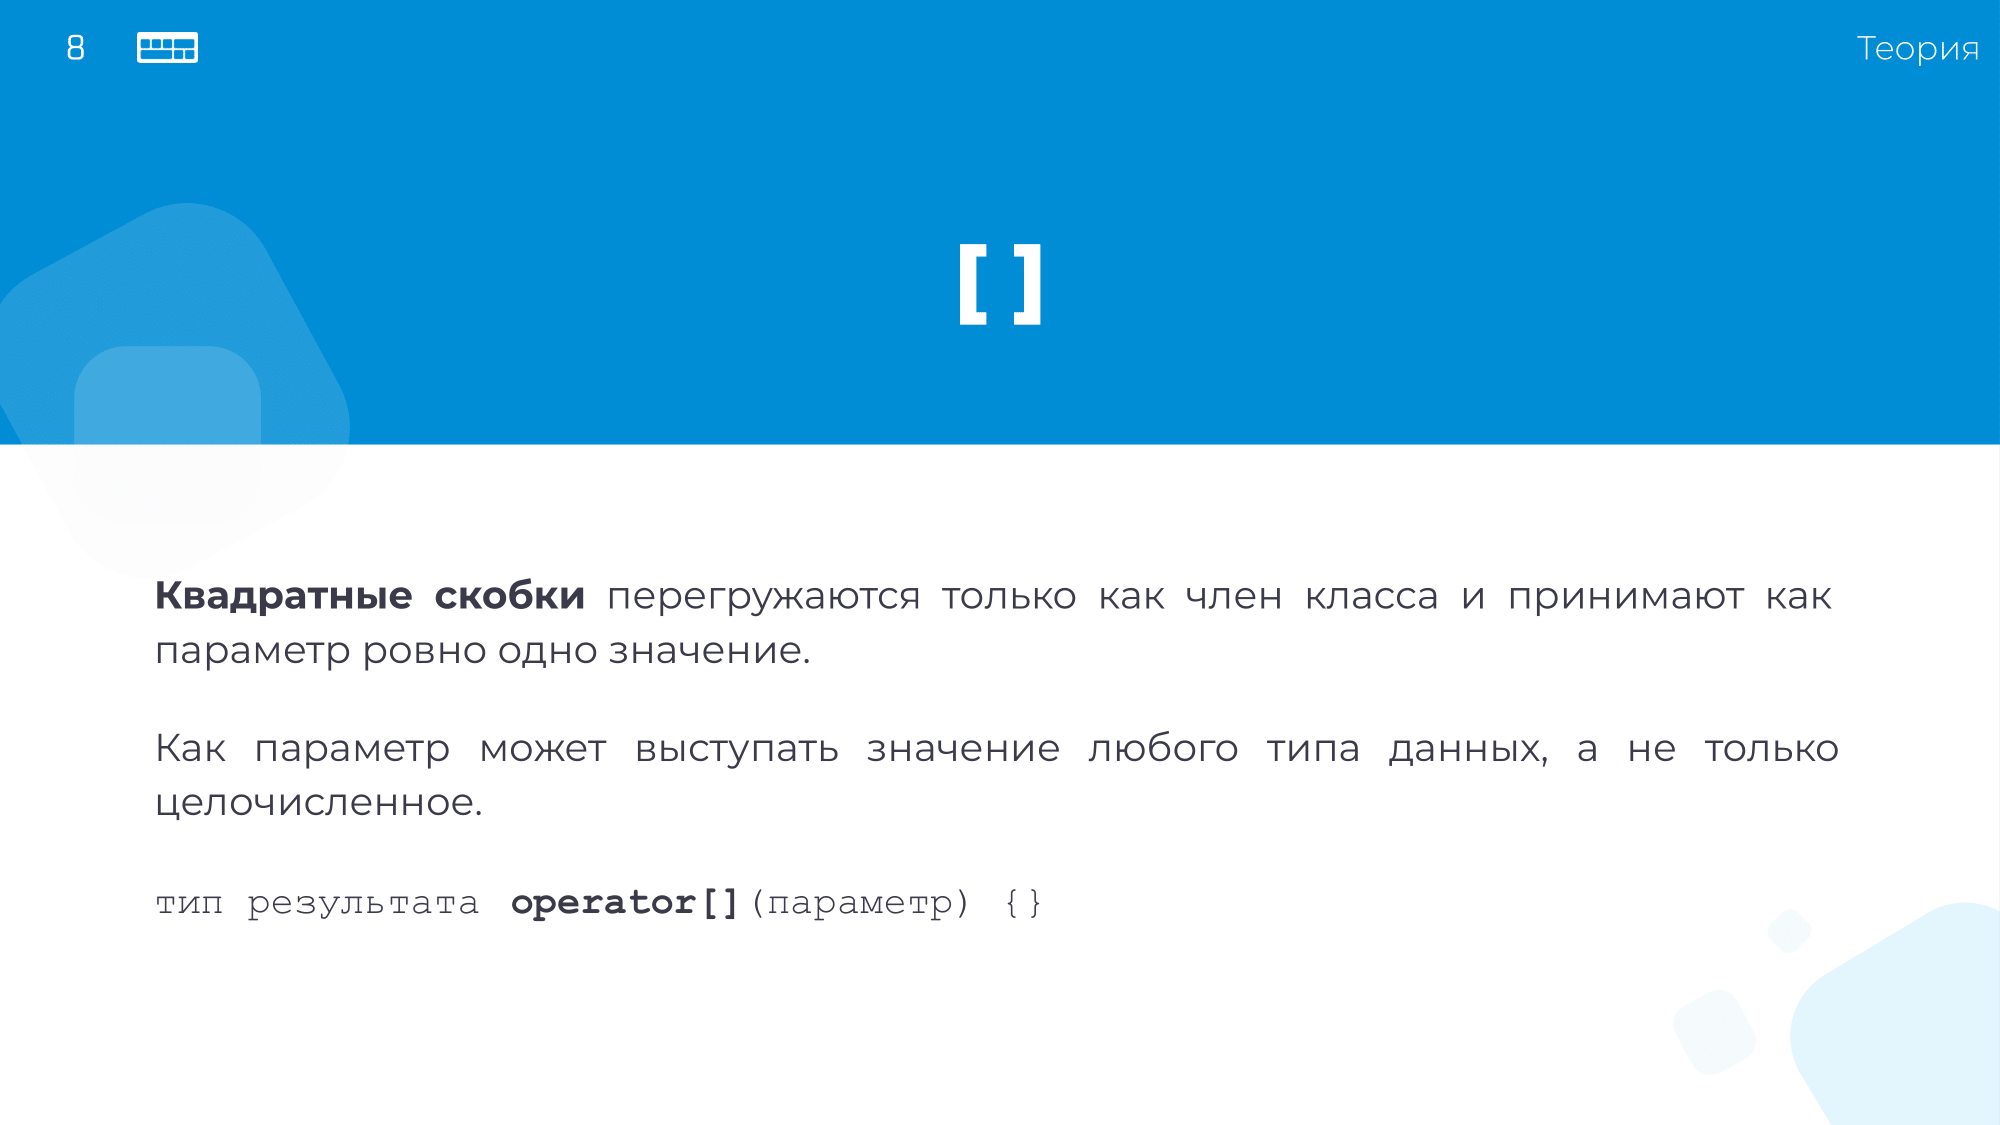 8
Теория
[ ]
Квадратные скобки перегружаются только как член класса и принимают как
параметр ровно одно значение.
Как параметр может выступать значение любого типа данных, а не только
целочисленное.
тип результата operator[](параметр) {}